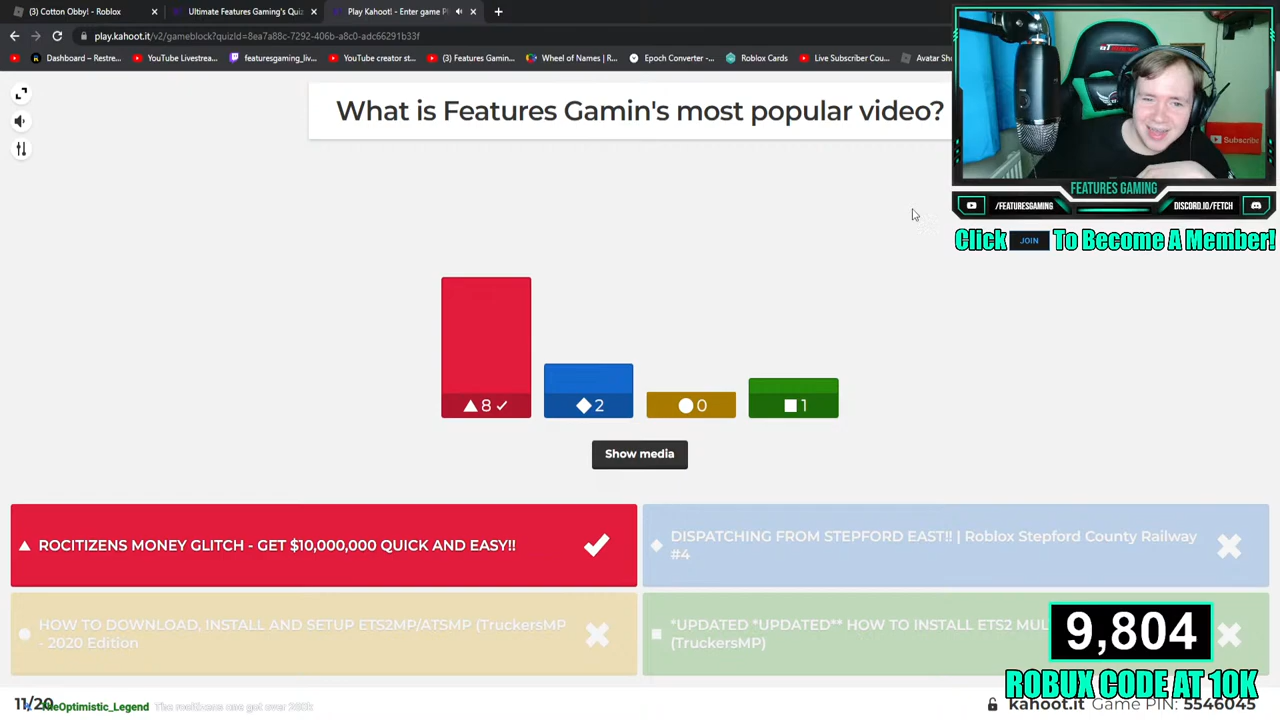 (3) Cotton Obby! - Roblox
Ultimate Features Gaming's Quiz
Play Kahoot! - Enter game P
play.kahoot.it/v2/gameblock?quizId=8ea7a88c-7292-406b-a8c0-adc66291b33f
Dashboard – Restre...
YouTube Livestrea...
featuresgaming_liv...
YouTube creator st...
(3) Features Gamin...
Wheel of Names | R...
Epoch Converter -...
Roblox Cards
Live Subscriber Cou...
Avatar Sho
What is Features Gamin's most popular video?
Subscribe
FEATURES GAMING
/FEATURESGAMING
DISCORD.IO/FETCH
Click JOIN To Become A Member!
8
2
0
1
Show media
ROCITIZENS MONEY GLITCH - GET $10,000,000 QUICK AND EASY!!
DISPATCHING FROM STEPFORD EAST!! | Roblox Stepford County Railway
#4
HOW TO DOWNLOAD, INSTALL AND SETUP ETS2MP/ATSMP (TruckersMP
- 2020 Edition
*UPDATED *UPDATED** HOW TO INSTALL ETS2 MUL
(TruckersMP)
9,804
ROBUX CODE AT 10K
11/20
TheOptimistic_Legend
kahoot.it Game PIN: 5546045